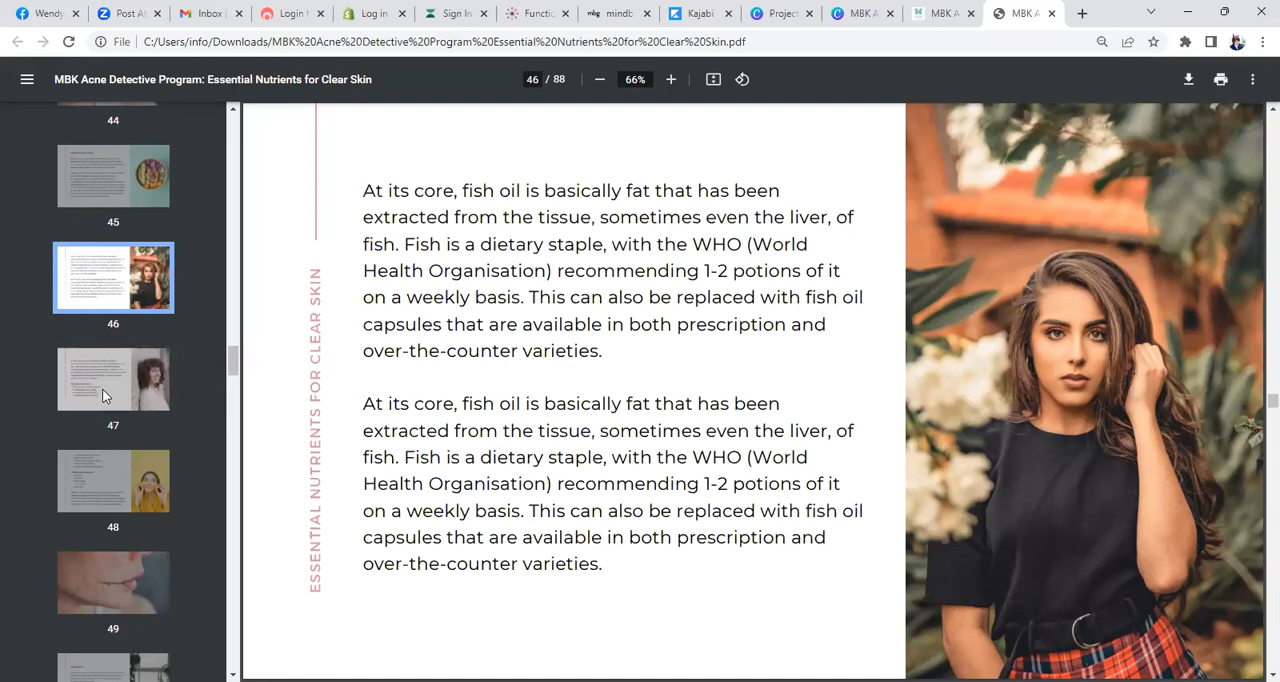 Wendy
Post At
Inbox (
Login t
Log in
Sign In
Functi
mbg mindb
Kajabi
Project
MBK A
MBK A
MBK A
File C:/Users/info/Downloads/MBK%20Acne%20Detective%20Program%20Essential%20Nutrients%20for%20Clear%20Skin.pdf
MBK Acne Detective Program: Essential Nutrients for Clear Skin 46 / 88 66%
44
45
46
47
48
49
ESSENTIAL NUTRIENTS FOR CLEAR SKIN
At its core, fish oil is basically fat that has been
extracted from the tissue, sometimes even the liver, of
fish. Fish is a dietary staple, with the WHO (World
Health Organisation) recommending 1-2 potions of it
on a weekly basis. This can also be replaced with fish oil
capsules that are available in both prescription and
over-the-counter varieties.
At its core, fish oil is basically fat that has been
extracted from the tissue, sometimes even the liver, of
fish. Fish is a dietary staple, with the WHO (World
Health Organisation) recommending 1-2 potions of it
on a weekly basis. This can also be replaced with fish oil
capsules that are available in both prescription and
over-the-counter varieties.